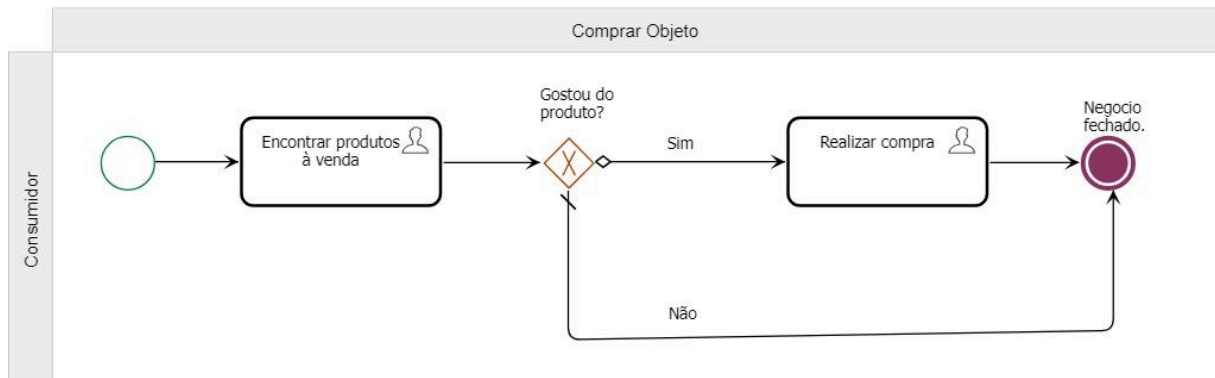 Comprar Objeto
Consumidor
Encontrar produtos
à venda
Gostou do
produto?
Sim
Realizar compra
Negocio
fechado.
Não